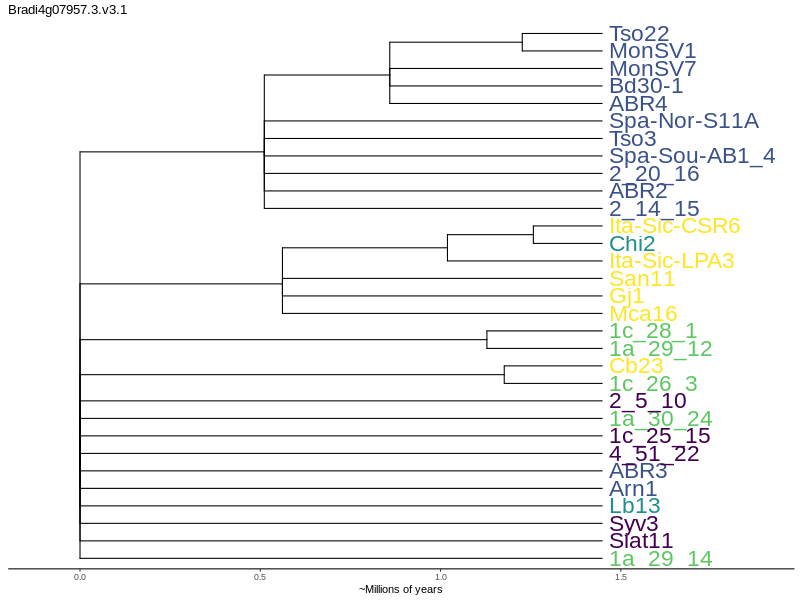 Bradi4g07957.3.v3.1
Tso22
MonSV1
MonSV7
Bd30-1
ABR4
Spa-Nor-S11A
Tso3
Spa-Sou-AB1_4
2_20_16
ABR2
2_14_15
Ita-Sic-CSR6
Chi2
Ita-Sic-LPA3
San11
Gj1
Mca16
1c_28_1
1a_29_12
Cb23
1c_26_3
2_5_10
1a_30_24
1c_25_15
4_51_22
ABR3
Arn1
Lb13
Syv3
Slat11
1a_29_14
0.0 0.5 1.0 1.5
~Millions of years